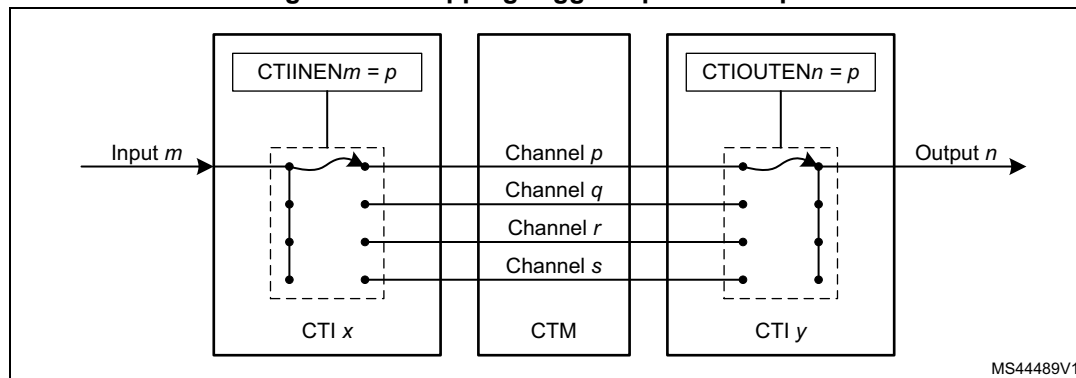 CTIINENm = p
CTIOUTENn = p
Input m
Channel p
Output n
Channel q
Channel r
Channel s
CTI x
CTM
CTI y
MS44489V1